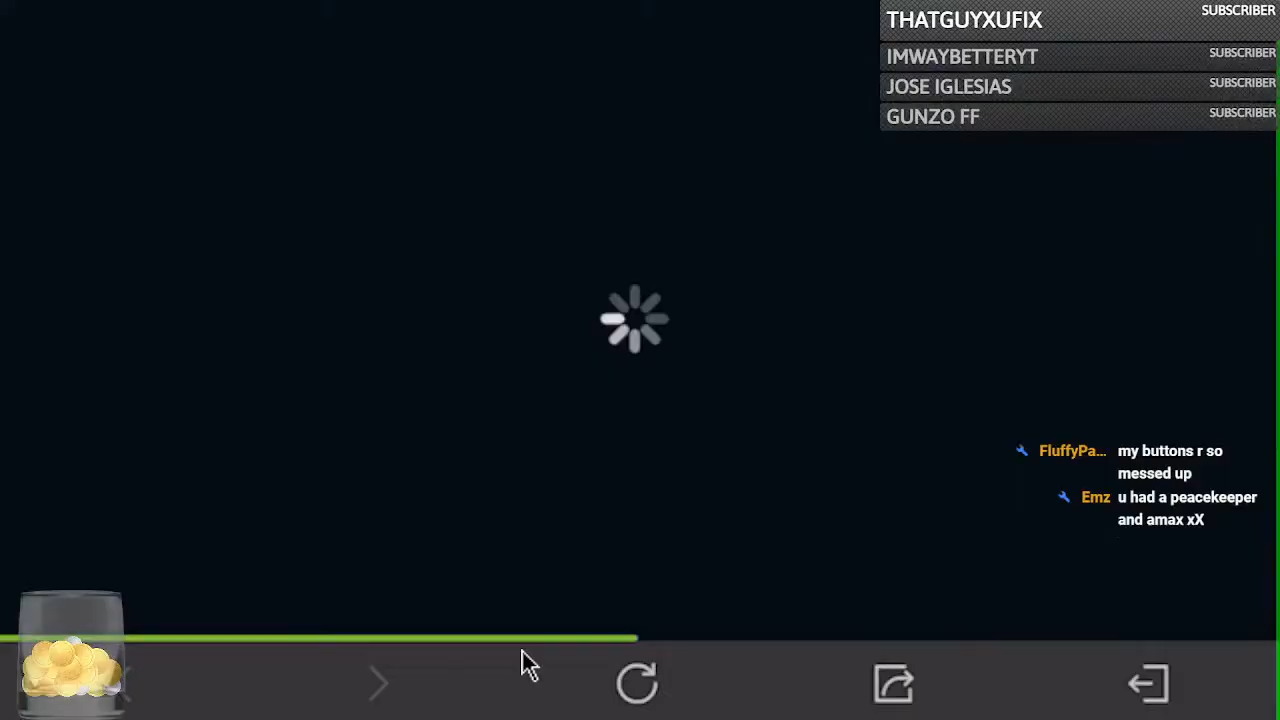 THATGUYXUFIX SUBSCRIBER
IMWAYBETTERYT SUBSCRIBER
JOSE IGLESIAS SUBSCRIBER
GUNZO FF SUBSCRIBER
FluffyPa... my buttons r so
messed up
Emz u had a peacekeeper
and amax xX